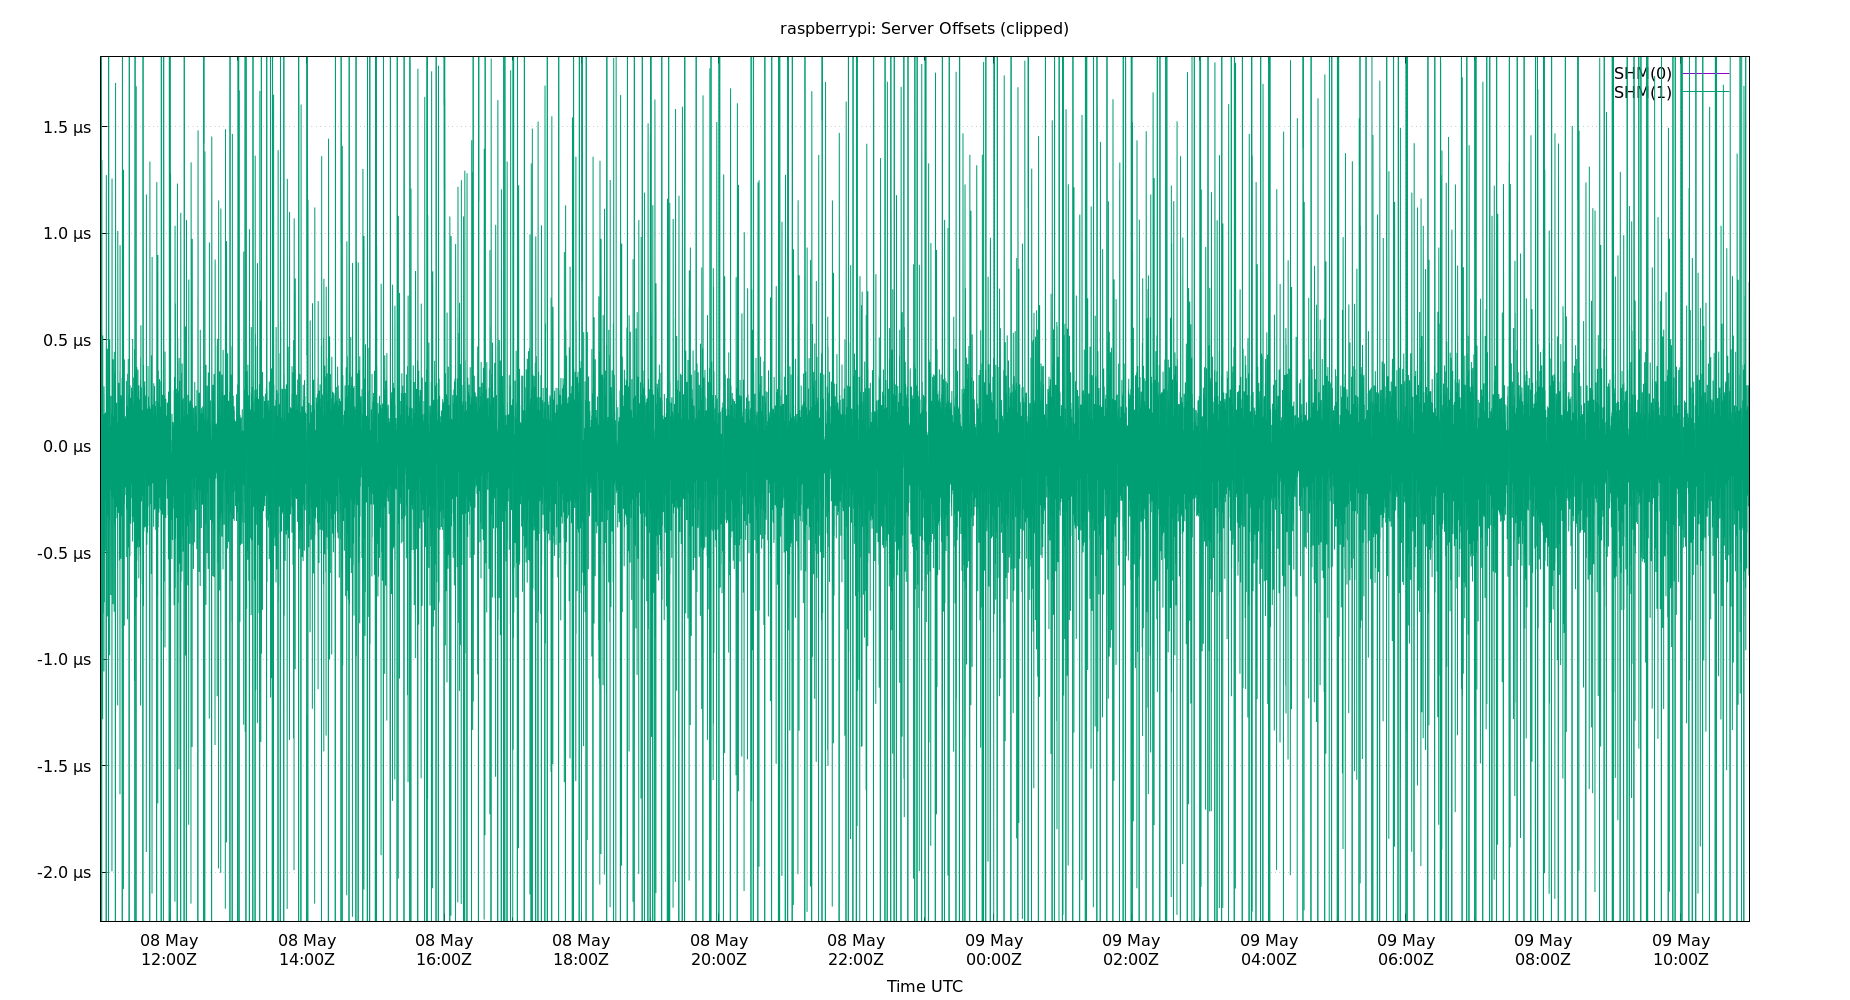 raspberrypi: Server Offsets (clipped)
SHM(0)
SHM(1)
1.5 µs
1.0 µs
0.5 µs
0.0 µs
-0.5 µs
-1.0 µs
-1.5 µs
-2.0 µs
08 May 08 May 08 May 08 May 08 May 08 May 09 May 09 May 09 May 09 May 09 May 09 May
12:00Z 14:00Z 16:00Z 18:00Z 20:00Z 22:00Z 00:00Z 02:00Z 04:00Z 06:00Z 08:00Z 10:00Z
Time UTC